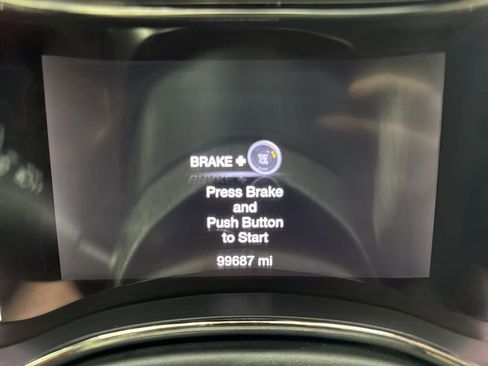 BRAKE +
Press Brake
and
Push Button
to Start
99687 mi